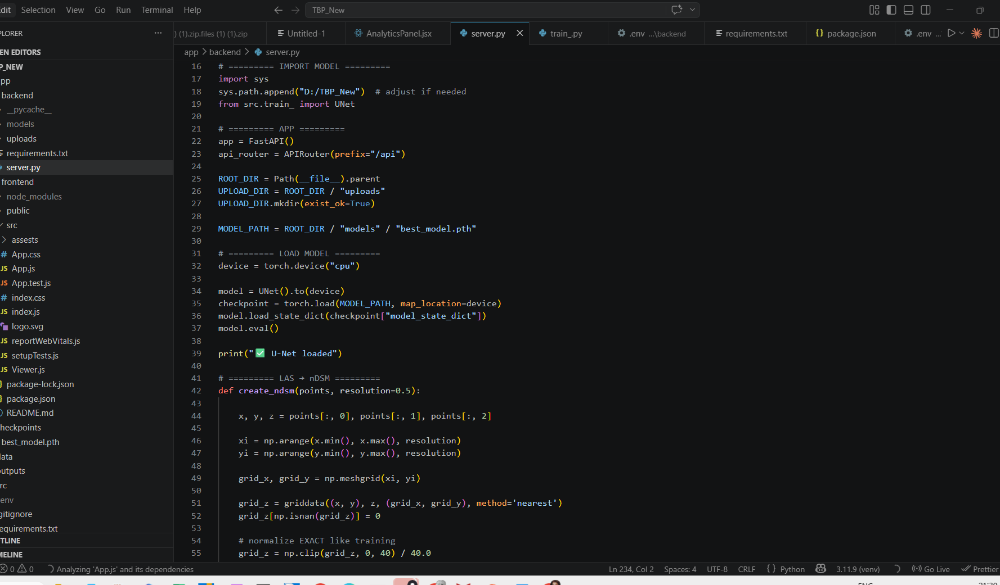 dit Selection View Go Run Terminal Help
TBP_New
PLORER ...
) (1).zip.files (1) (1).zip
Untitled-1
AnalyticsPanel.jsx
server.py
train_.py
.env ...\backend
requirements.txt
{} package.json
.env ...
EN EDITORS
app > backend > server.py
P_NEW
pp
backend
__pycache__
models
uploads
requirements.txt
server.py
frontend
node_modules
public
src
assests
# App.css
JS App.js
JS App.test.js
# index.css
JS index.js
logo.svg
JS reportWebVitals.js
JS setupTests.js
JS Viewer.js
} package-lock.json
} package.json
README.md
heckpoints
best_model.pth
lata
utputs
rc
env
gitignore
equirements.txt
TLINE
MELINE
16 # ========= IMPORT MODEL =========
17 import sys
18 sys.path.append("D:/TBP_New")  # adjust if needed
19 from src.train_ import UNet
20
21 # ========= APP =========
22 app = FastAPI()
23 api_router = APIRouter(prefix="/api")
24
25 ROOT_DIR = Path(__file__).parent
26 UPLOAD_DIR = ROOT_DIR / "uploads"
27 UPLOAD_DIR.mkdir(exist_ok=True)
28
29 MODEL_PATH = ROOT_DIR / "models" / "best_model.pth"
30
31 # ========= LOAD MODEL =========
32 device = torch.device("cpu")
33
34 model = UNet().to(device)
35 checkpoint = torch.load(MODEL_PATH, map_location=device)
36 model.load_state_dict(checkpoint["model_state_dict"])
37 model.eval()
38
39 print("✅ U-Net loaded")
40
41 # ========= LAS → nDSM =========
42 def create_ndsm(points, resolution=0.5):
43
44 x, y, z = points[:, 0], points[:, 1], points[:, 2]
45
46 xi = np.arange(x.min(), x.max(), resolution)
47 yi = np.arange(y.min(), y.max(), resolution)
48
49 grid_x, grid_y = np.meshgrid(xi, yi)
50
51 grid_z = griddata((x, y), z, (grid_x, grid_y), method='nearest')
52 grid_z[np.isnan(grid_z)] = 0
53
54 # normalize EXACT like training
55 grid_z = np.clip(grid_z, 0, 40) / 40.0
0 0 Analyzing 'App.js' and its dependencies
Ln 234, Col 2 Spaces: 4 UTF-8 CRLF {} Python 3.11.9 (venv) Go Live Prettier